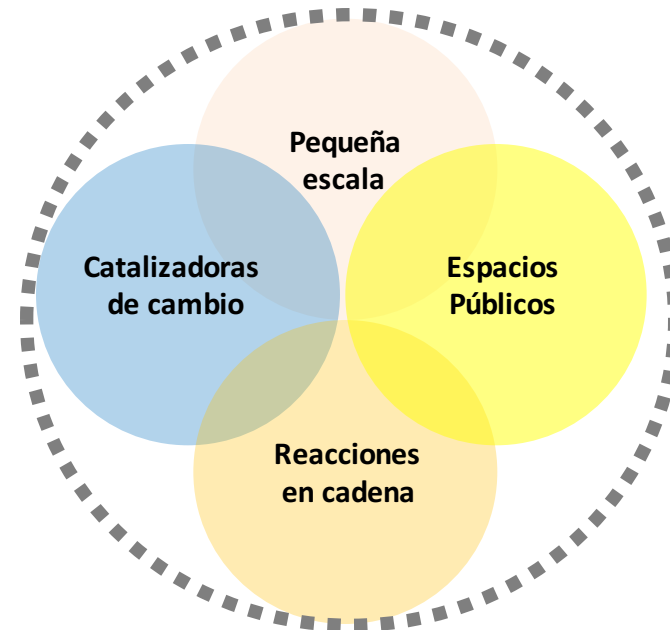 Pequeña
escala
Catalizadoras
de cambio
Espacios
Públicos
Reacciones
en cadena